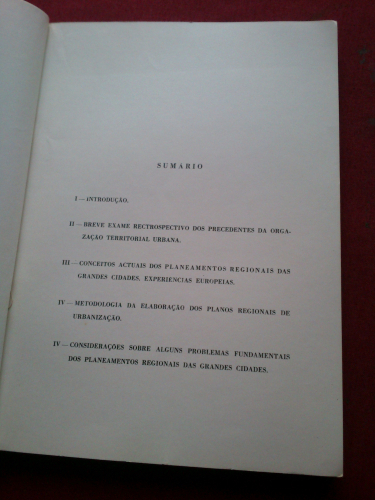 SUMARIO
I — INTRODUÇÃO.
II — BREVE EXAME RECTROSPECTIVO DOS PRECEDENTES DA ORGA-
ZAÇÃO TERRITORIAL URBANA.
III — CONCEITOS ACTUAIS DOS PLANEAMENTOS REGIONAIS DAS
GRANDES CIDADES. EXPERIENCIAS EUROPÉIAS.
IV — METODOLOGIA DA ELABORAÇÃO DOS PLANOS REGIONAIS DE
URBANIZAÇÃO.
IV — CONSIDERAÇÕES SOBRE ALGUNS PROBLEMAS FUNDAMENTAIS
DOS PLANEAMENTOS REGIONAIS DAS GRANDES CIDADES.